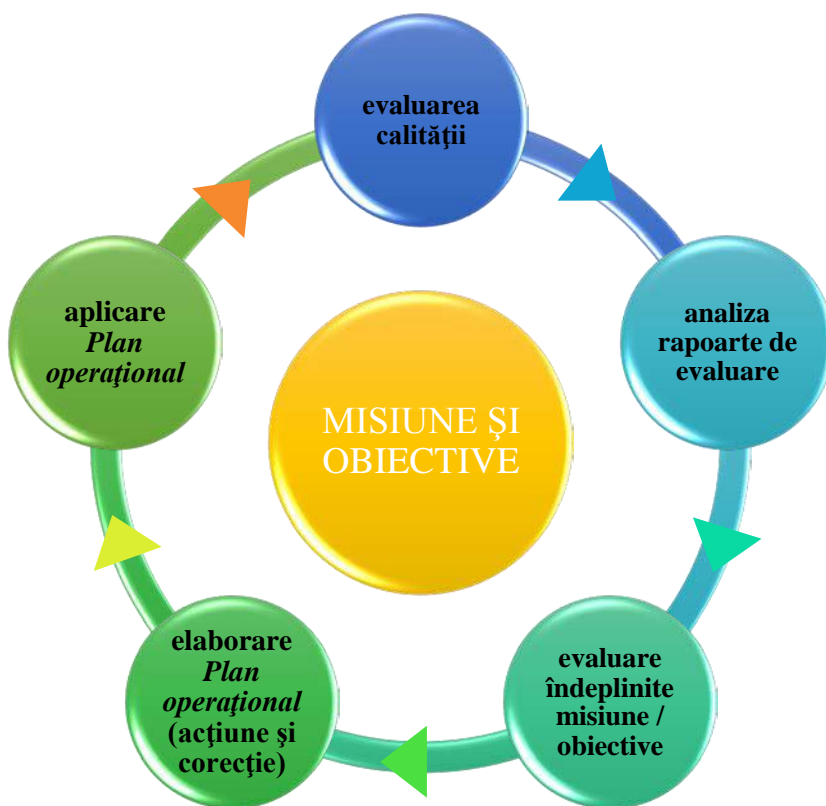 evaluarea
calităţii
analiza
rapoarte de
evaluare
evaluare
îndeplinite
misiune /
obiective
elaborare
Plan
operaţional
(acţiune şi
corecţie)
aplicare
Plan
operaţional
MISIUNE ŞI
OBIECTIVE